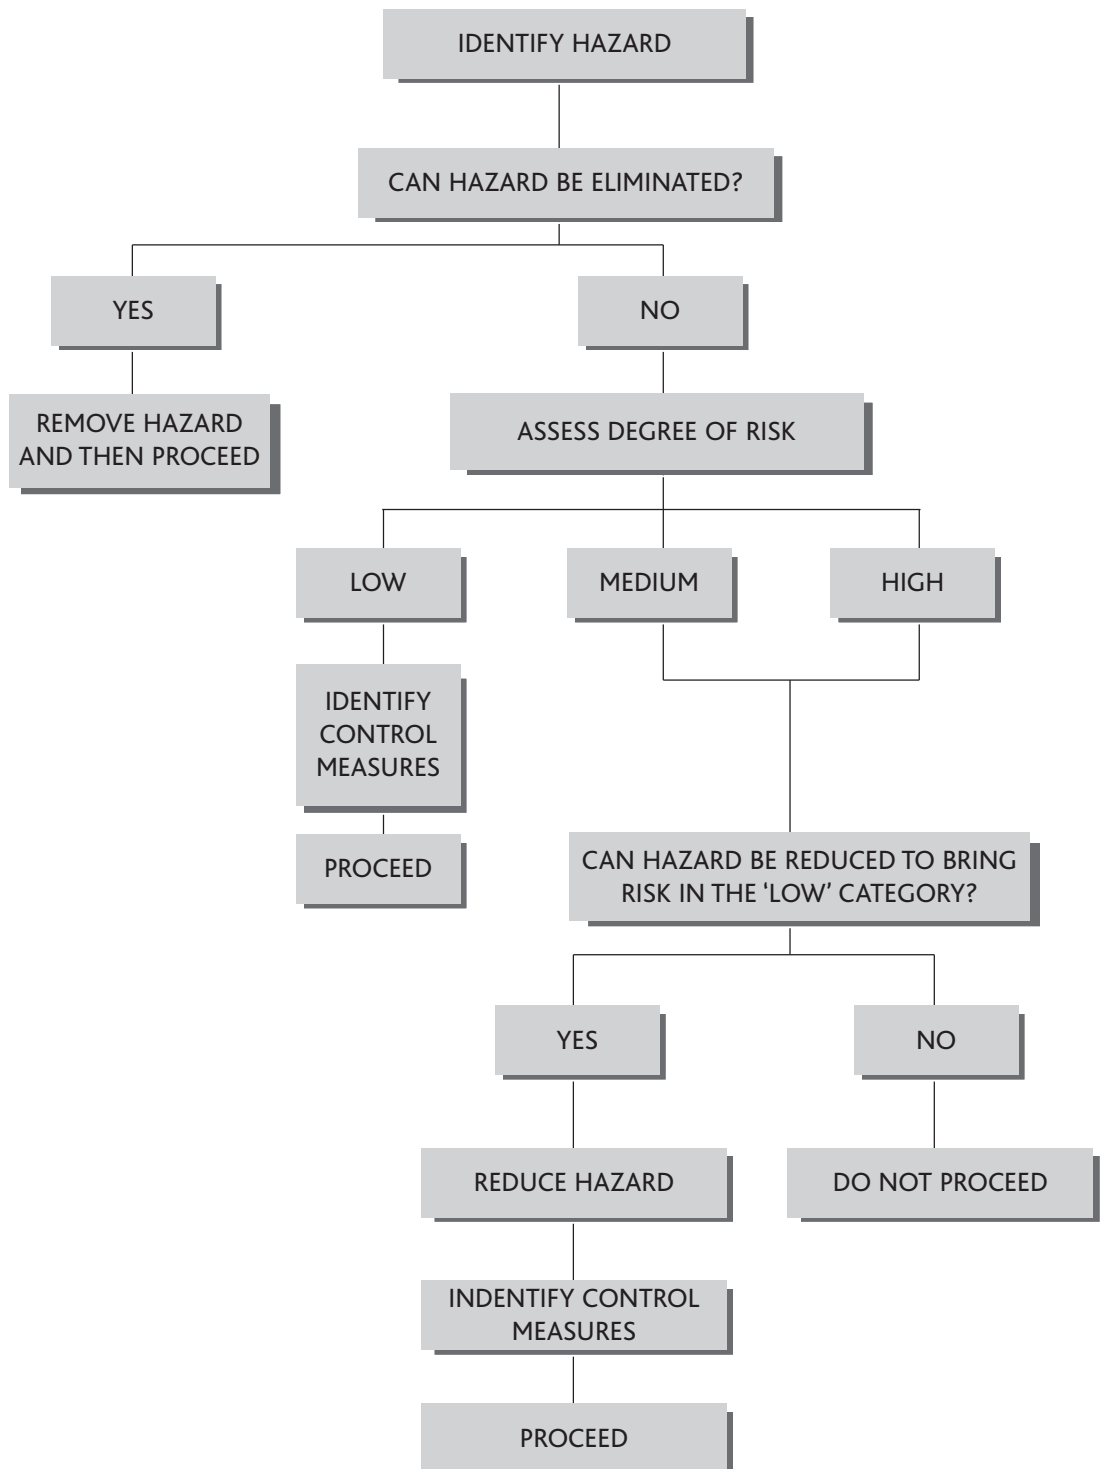 IDENTIFY HAZARD
CAN HAZARD BE ELIMINATED?
YES
NO
REMOVE HAZARD
AND THEN PROCEED
ASSESS DEGREE OF RISK
LOW
MEDIUM
HIGH
IDENTIFY
CONTROL
MEASURES
PROCEED
CAN HAZARD BE REDUCED TO BRING
RISK IN THE ‘LOW’ CATEGORY?
YES
NO
REDUCE HAZARD
DO NOT PROCEED
INDENTIFY CONTROL
MEASURES
PROCEED